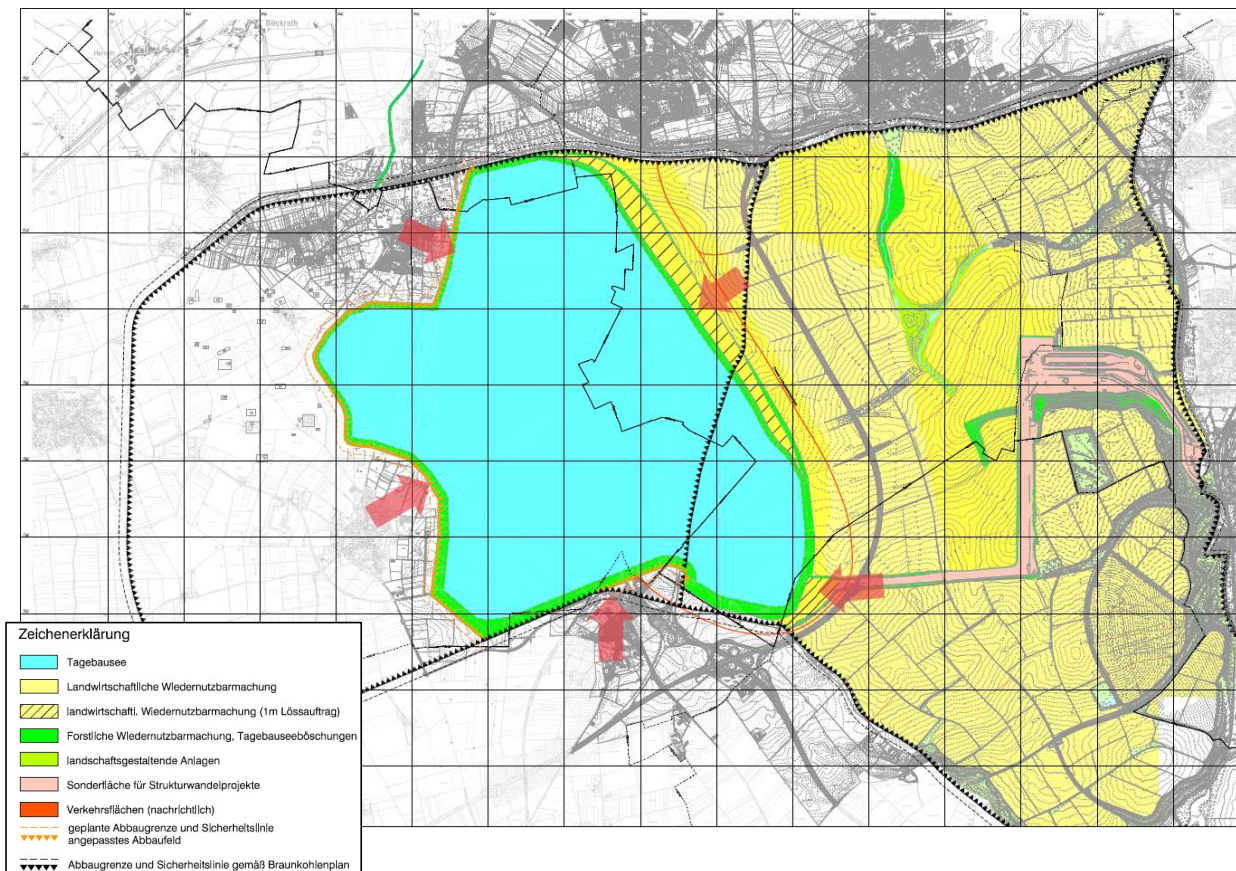 Beckrath
Zeichenerklärung
Tagebausee
Landwirtschaftliche Wiedernutzbarmachung
landwirtschaftl. Wiedernutzbarmachung (1m Lössauftrag)
Forstliche Wiedernutzbarmachung, Tagebauseeböschungen
landschaftsgestaltende Anlagen
Sonderfläche für Strukturwandelprojekte
Verkehrsflächen (nachrichtlich)
geplante Abbaugrenze und Sicherheitslinie
angepasstes Abbaufeld
Abbaugrenze und Sicherheitslinie gemäß Braunkohlenplan